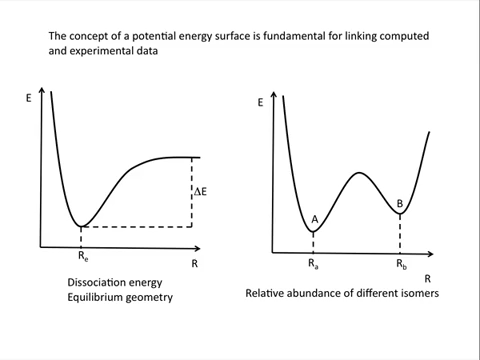 The concept of a potential energy surface is fundamental for linking computed
and experimental data
E
ΔE
R
Rₑ
Dissociation energy
Equilibrium geometry
E
A
B
Rₐ
R_b
R
Relative abundance of different isomers